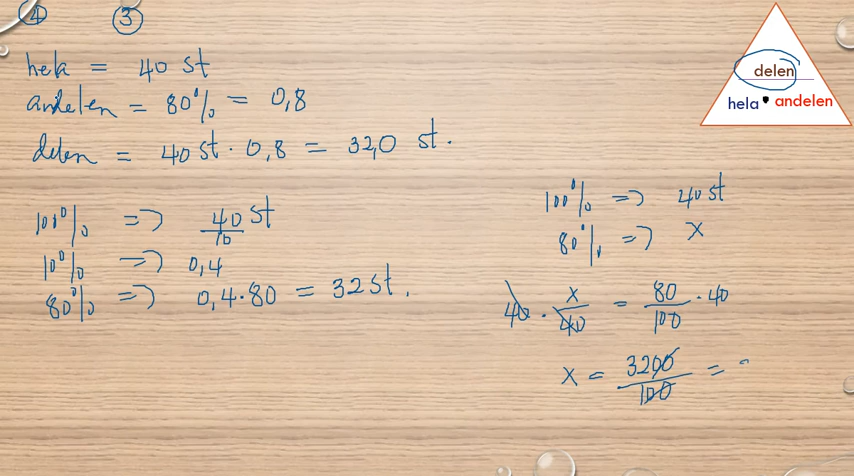 4 3
hela = 40 st
andelen = 80% = 0,8
delen = 40 st · 0,8 = 32,0 st.
100% => 40 st
10
10% => 0,4
80% => 0,4 · 80 = 32 st.
delen
hela · andelen
100% => 40 st
80% => x
40 · x/40 = 80/100 · 40
x = 3200/100 =